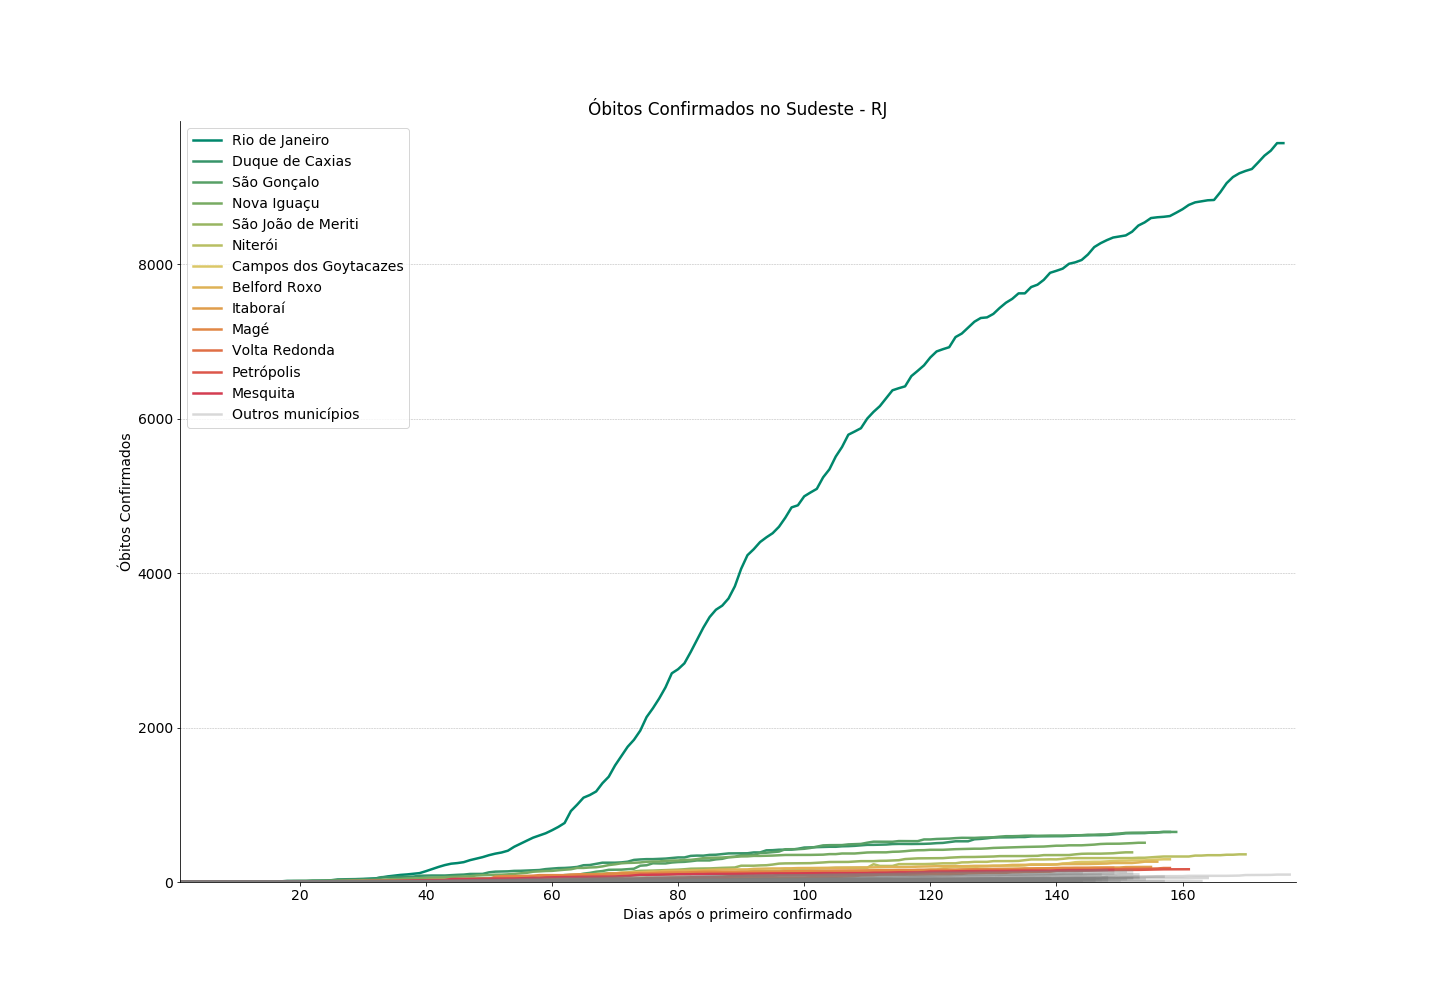 Óbitos Confirmados no Sudeste - RJ
Rio de Janeiro
Duque de Caxias
São Gonçalo
Nova Iguaçu
São João de Meriti
Niterói
Campos dos Goytacazes
Belford Roxo
Itaboraí
Magé
Volta Redonda
Petrópolis
Mesquita
Outros municípios
Óbitos Confirmados
8000
6000
4000
2000
0
20 40 60 80 100 120 140 160
Dias após o primeiro confirmado